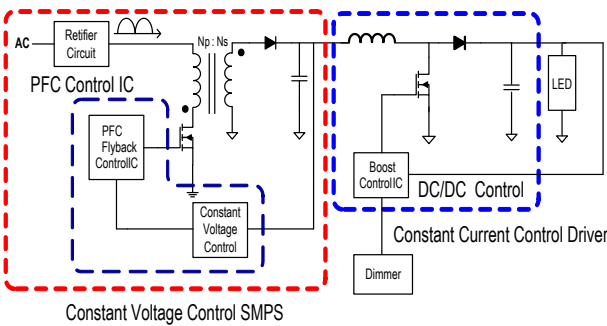 AC
Rectifier
Circuit
Np : Ns
PFC Control IC
PFC
Flyback
ControlIC
Constant
Voltage
Control
Constant Voltage Control SMPS
LED
Boost
ControlIC
DC/DC Control
Constant Current Control Driver
Dimmer